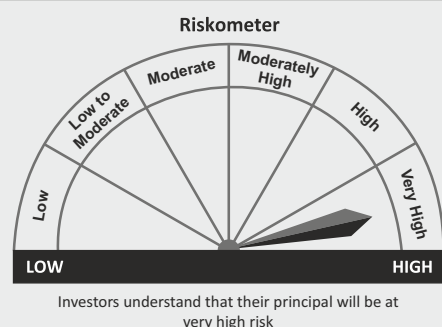 Riskometer
Low
Low to
Moderate
Moderate
Moderately
High
High
Very High
LOW
HIGH
Investors understand that their principal will be at
very high risk